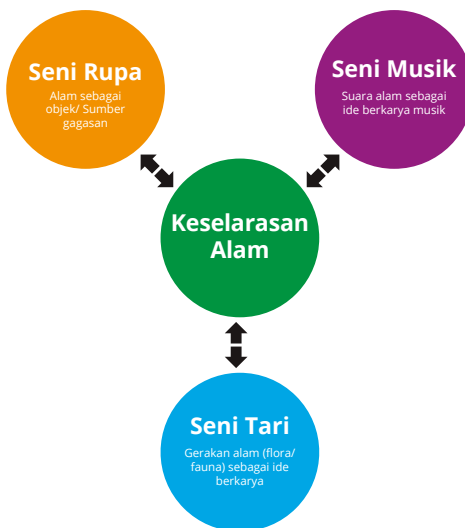 Seni Rupa
Alam sebagai
objek/ Sumber
gagasan
Seni Musik
Suara alam sebagai
ide berkarya musik
Keselarasan
Alam
Seni Tari
Gerakan alam (flora/
fauna) sebagai ide
berkarya